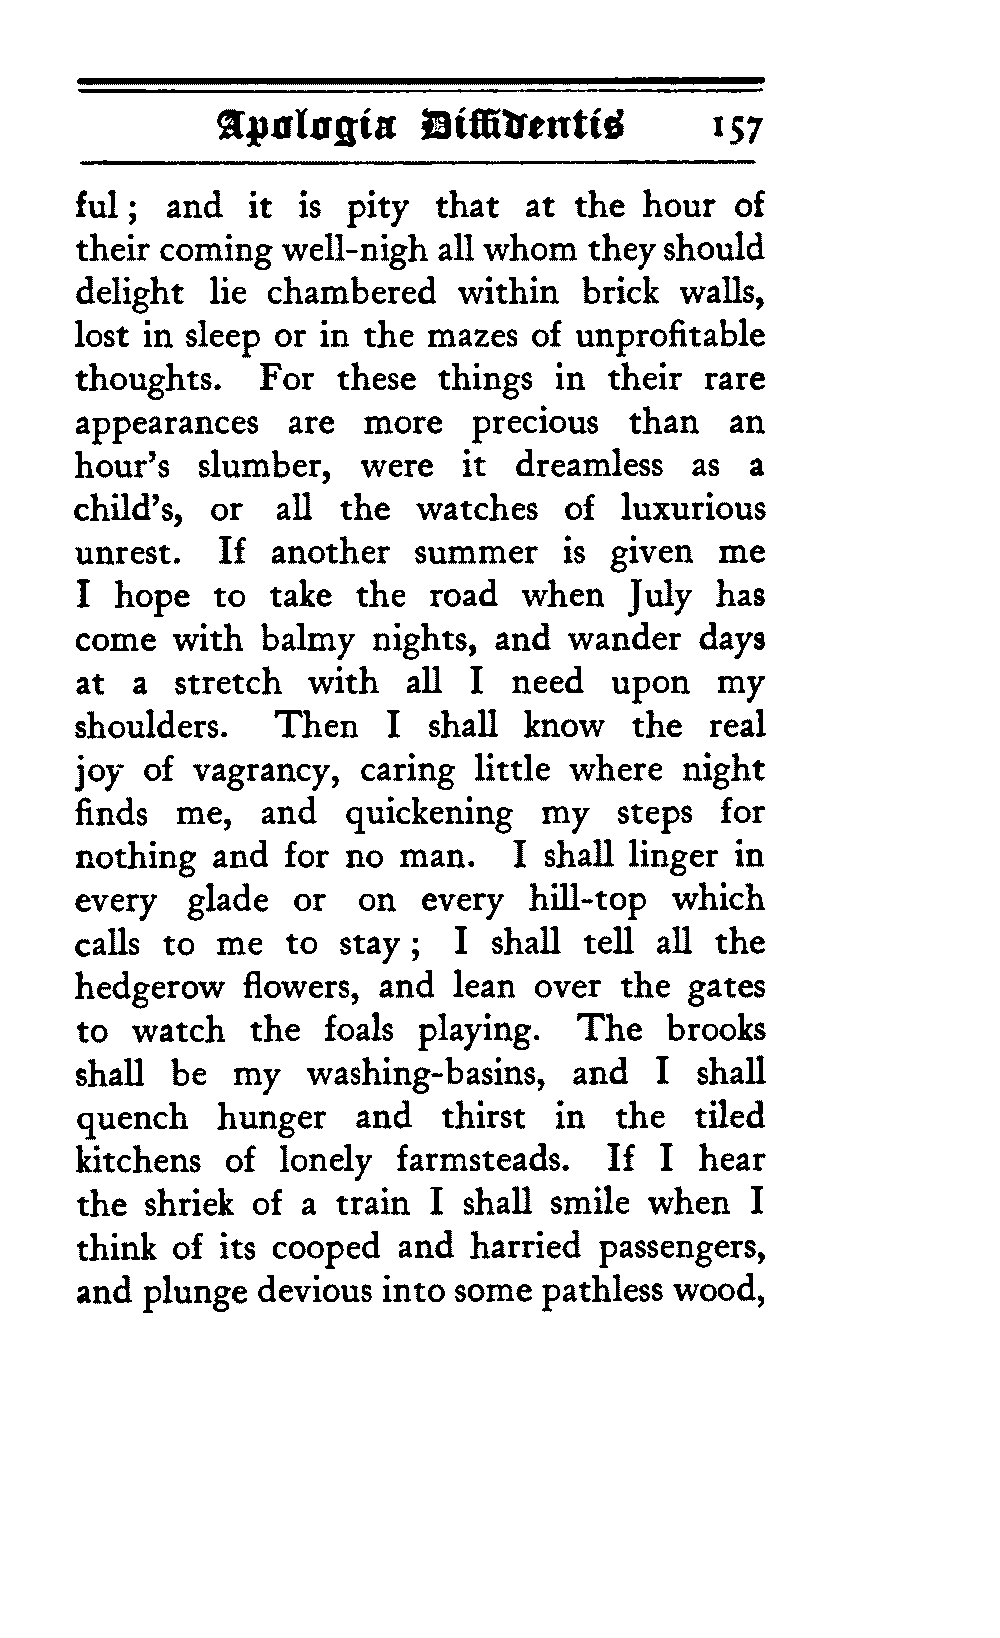 Apologia Diffidentis 157
ful ; and it is pity that at the hour of
their coming well-nigh all whom they should
delight lie chambered within brick walls,
lost in sleep or in the mazes of unprofitable
thoughts. For these things in their rare
appearances are more precious than an
hour's slumber, were it dreamless as a
child's, or all the watches of luxurious
unrest. If another summer is given me
I hope to take the road when July has
come with balmy nights, and wander days
at a stretch with all I need upon my
shoulders. Then I shall know the real
joy of vagrancy, caring little where night
finds me, and quickening my steps for
nothing and for no man. I shall linger in
every glade or on every hill-top which
calls to me to stay ; I shall tell all the
hedgerow flowers, and lean over the gates
to watch the foals playing. The brooks
shall be my washing-basins, and I shall
quench hunger and thirst in the tiled
kitchens of lonely farmsteads. If I hear
the shriek of a train I shall smile when I
think of its cooped and harried passengers,
and plunge devious into some pathless wood,